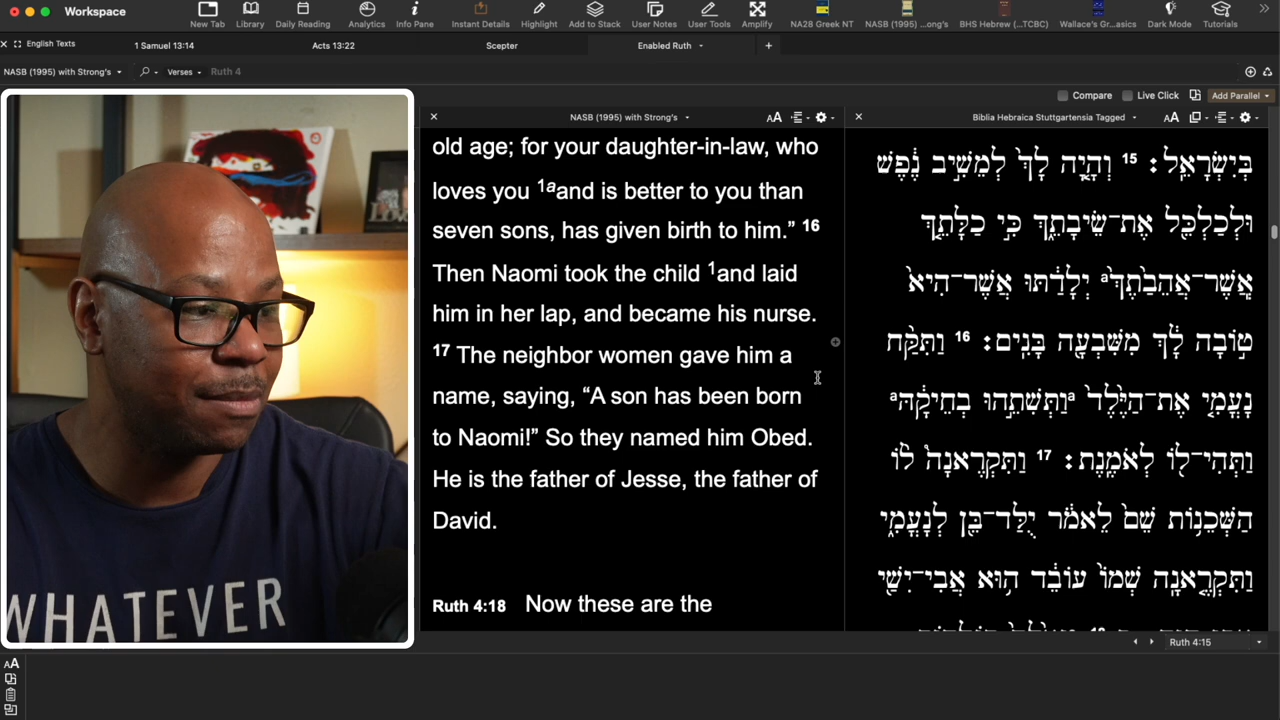 Workspace
New Tab
Library
Daily Reading
Analytics
Info Pane
Instant Details
Highlight
Add to Stack
User Notes
User Tools
Amplify
NA28 Greek NT
NASB (1995) ...ong's
BHS Hebrew (...TCBC)
Wallace's Gr...asics
Dark Mode
Tutorials
English Texts
1 Samuel 13:14
Acts 13:22
Scepter
Enabled Ruth
NASB (1995) with Strong's
Verses
Ruth 4
Compare
Live Click
Add Parallel
NASB (1995) with Strong's
old age; for your daughter-in-law, who
loves you 1aand is better to you than
seven sons, has given birth to him.” 16
Then Naomi took the child 1and laid
him in her lap, and became his nurse.
17 The neighbor women gave him a
name, saying, “A son has been born
to Naomi!” So they named him Obed.
He is the father of Jesse, the father of
David.
Ruth 4:18 Now these are the
Biblia Hebraica Stuttgartensia Tagged
בְּיִשְׂרָאֵֽל׃ 15 וְהָ֤יָה לָךְ֙ לְמֵשִׁ֣יב נֶ֔פֶשׁ
וּלְכַלְכֵּ֖ל אֶת־שֵׂיבָתֵ֑ךְ כִּ֣י כַלָּתֵ֤ךְ
אֲֽשֶׁר־אֲהֵבַ֙תֶךְ֙a יְלָדַ֔תּוּ אֲשֶׁר־הִיא֙
ט֣וֹבָה לָ֔ךְ מִשִּׁבְעָ֖ה בָּנִֽים׃ 16 וַתִּקַּ֨ח
נָעֳמִ֤י אֶת־הַיֶּ֙לֶד֙ aוַתְּשִׁתֵ֣הוּ בְחֵיקָ֔הּa
וַתְּהִי־ל֖וֹ לְאֹמֶֽנֶת׃ 17 וַתִּקְרֶאנָה֩ ל֨וֹ
הַשְּׁכֵנ֥וֹת שֵׁם֙ לֵאמֹ֔ר יֻלַּד־בֵּ֖ן לְנָעֳמִ֑י
וַתִּקְרֶ֤אנָֽה שְׁמוֹ֙ עוֹבֵ֔ד ה֥וּא אֲבִי־יִשַׁ֖י
Ruth 4:15
WHATEVER